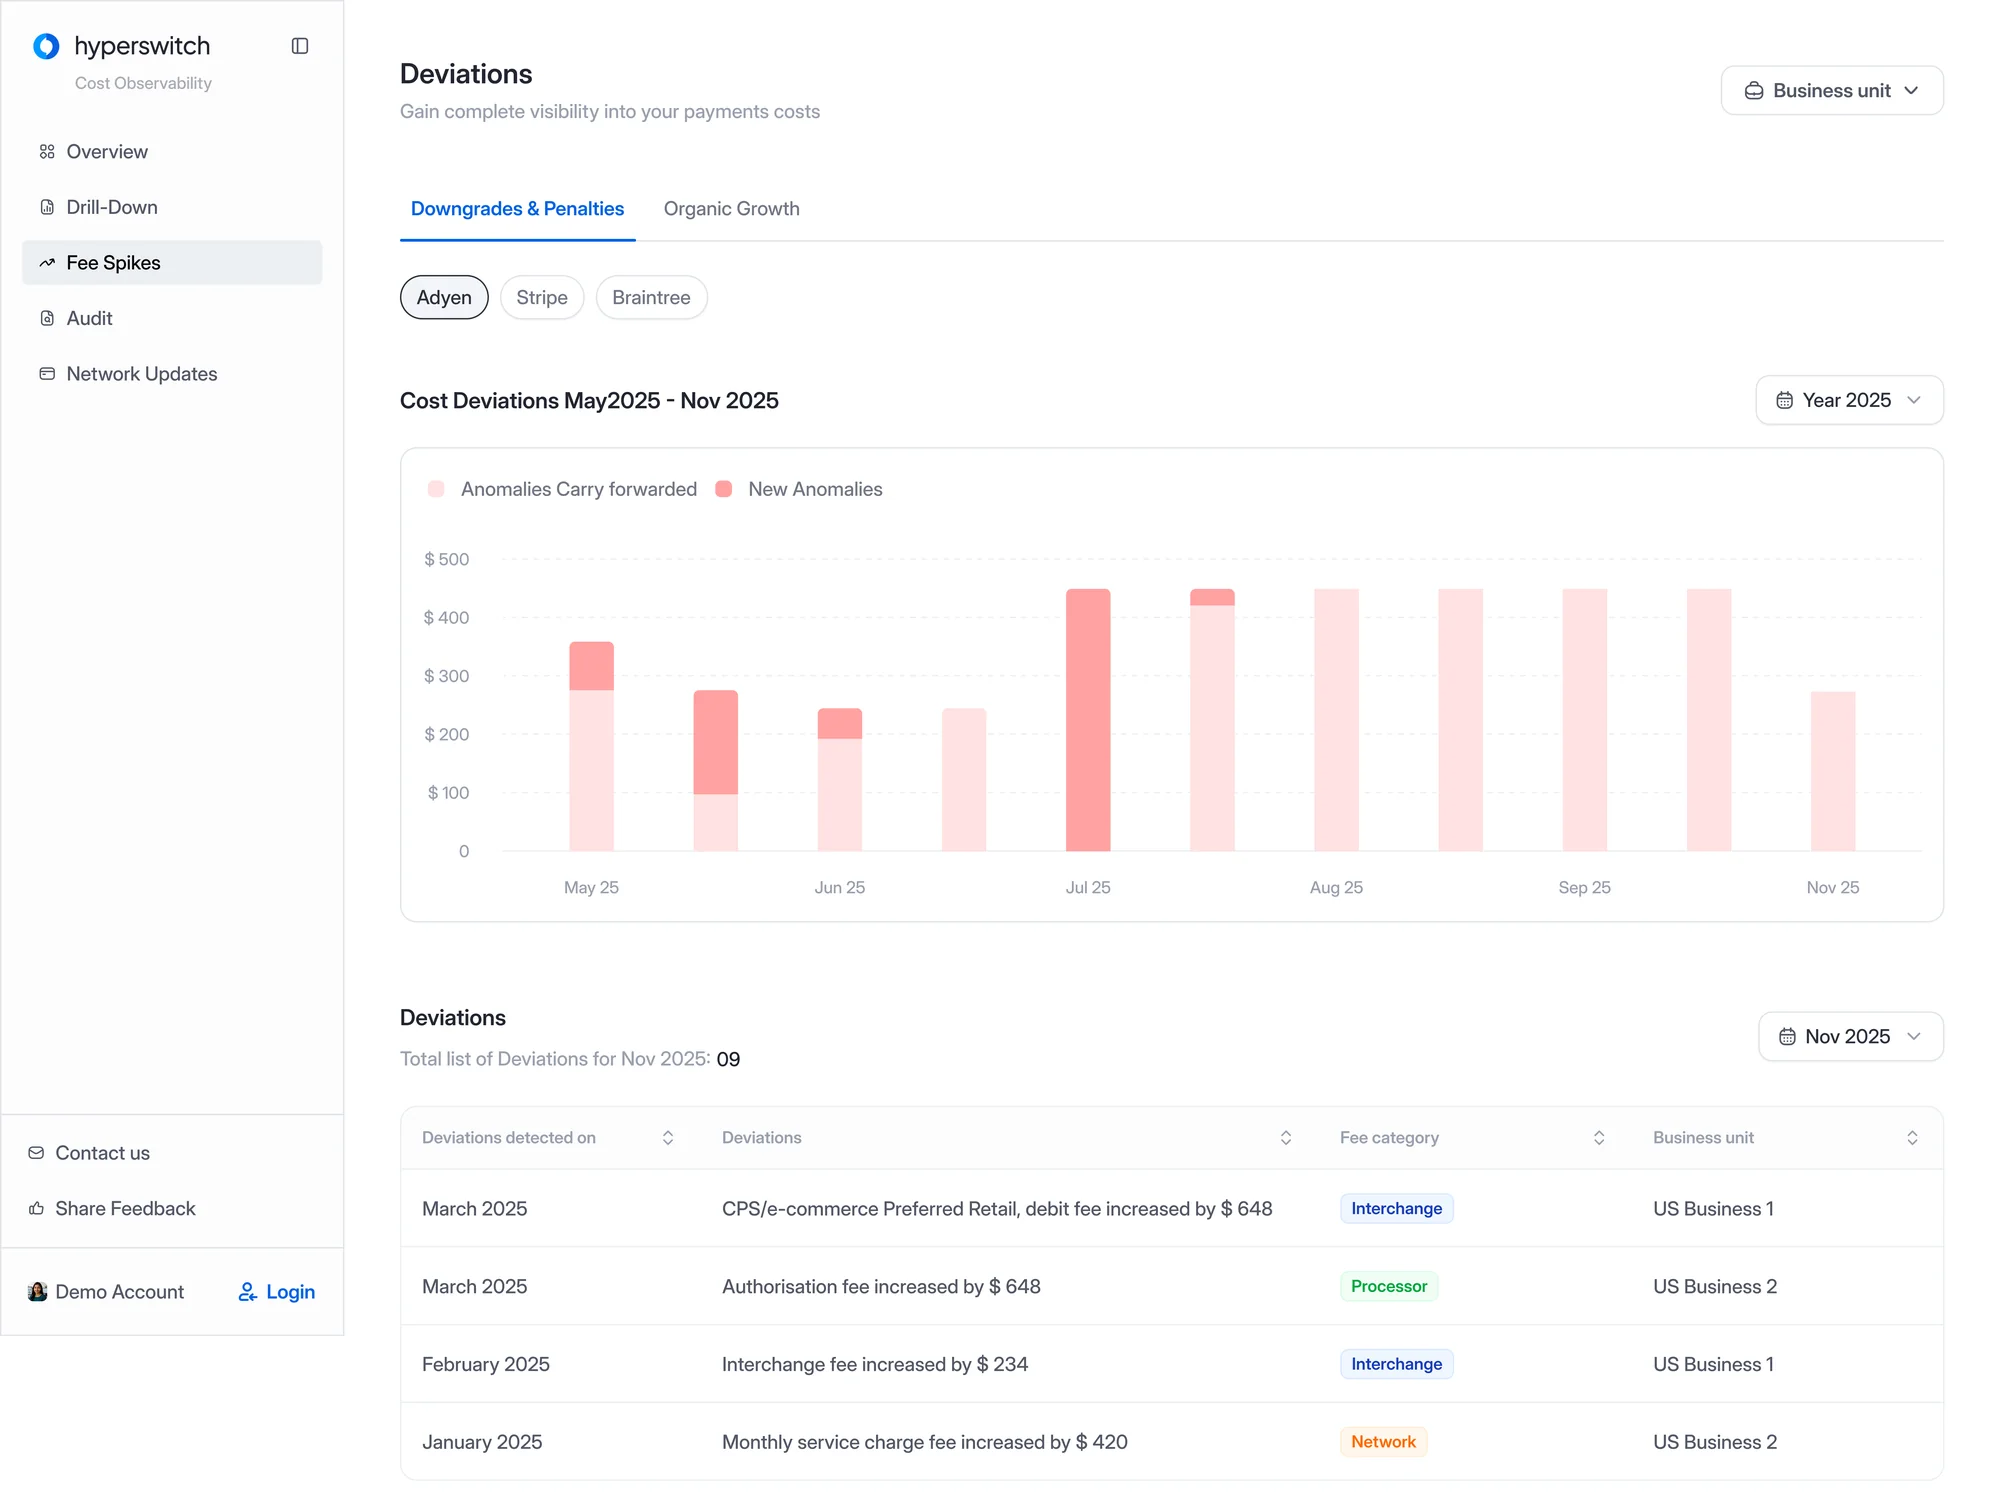 hyperswitch
Cost Observability
Overview
Drill-Down
Fee Spikes
Audit
Network Updates
Contact us
Share Feedback
Demo Account
Login
Deviations
Gain complete visibility into your payments costs
Business unit
Downgrades & Penalties
Organic Growth
Adyen
Stripe
Braintree
Cost Deviations May2025 - Nov 2025
Year 2025
Anomalies Carry forwarded
New Anomalies
$ 500
$ 400
$ 300
$ 200
$ 100
0
May 25
Jun 25
Jul 25
Aug 25
Sep 25
Nov 25
Deviations
Total list of Deviations for Nov 2025: 09
Nov 2025
Deviations detected on
Deviations
Fee category
Business unit
March 2025
CPS/e-commerce Preferred Retail, debit fee increased by $ 648
Interchange
US Business 1
March 2025
Authorisation fee increased by $ 648
Processor
US Business 2
February 2025
Interchange fee increased by $ 234
Interchange
US Business 1
January 2025
Monthly service charge fee increased by $ 420
Network
US Business 2